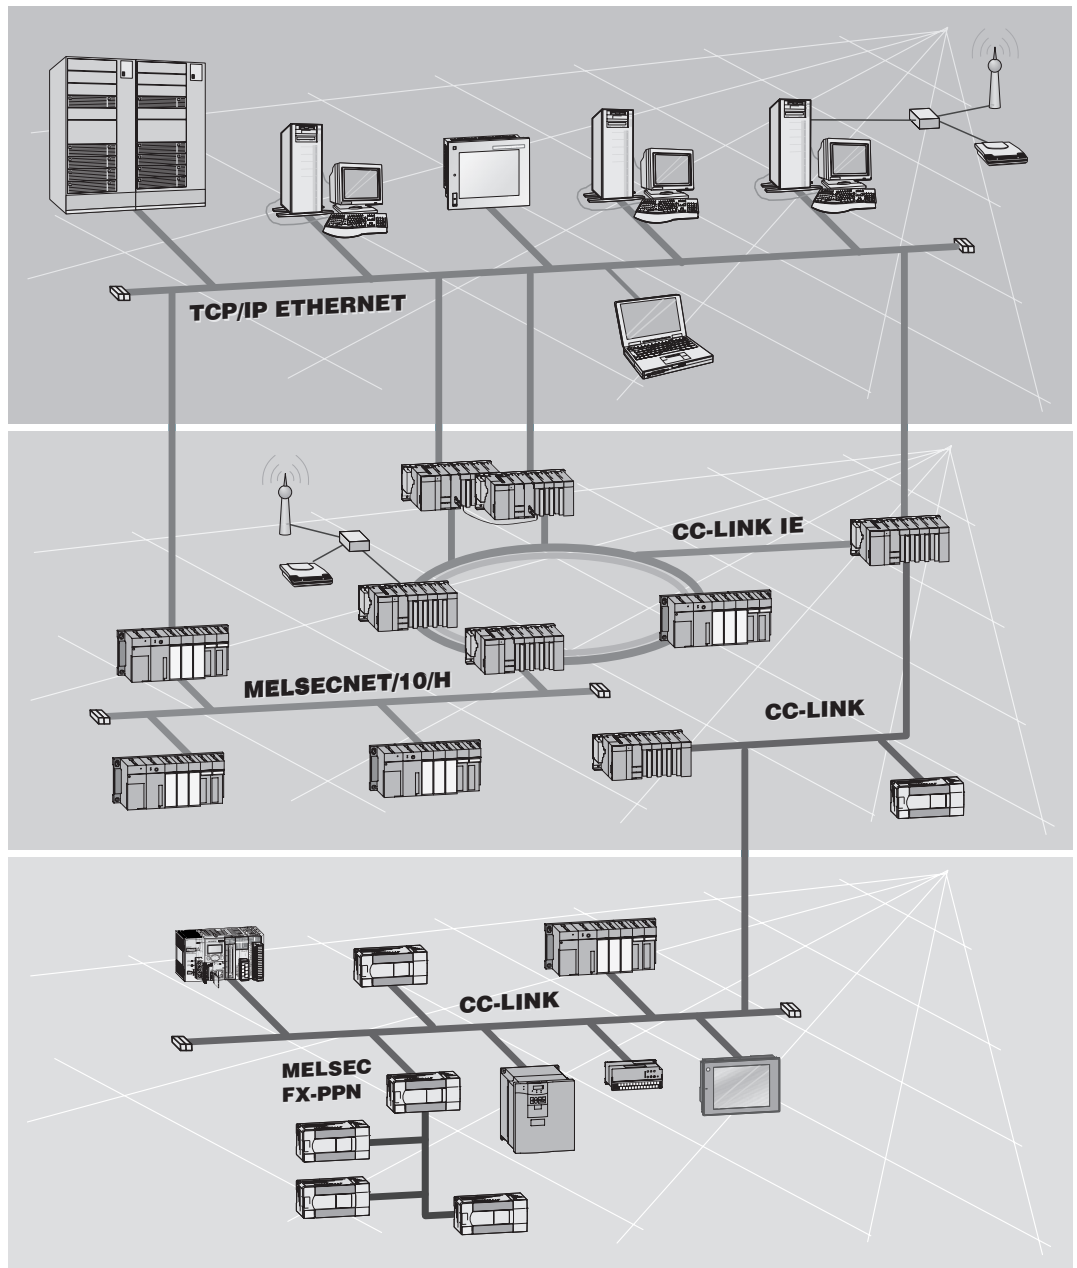 TCP/IP ETHERNET
CC-LINK IE
MELSECNET/10/H
CC-LINK
CC-LINK
MELSEC
FX-PPN